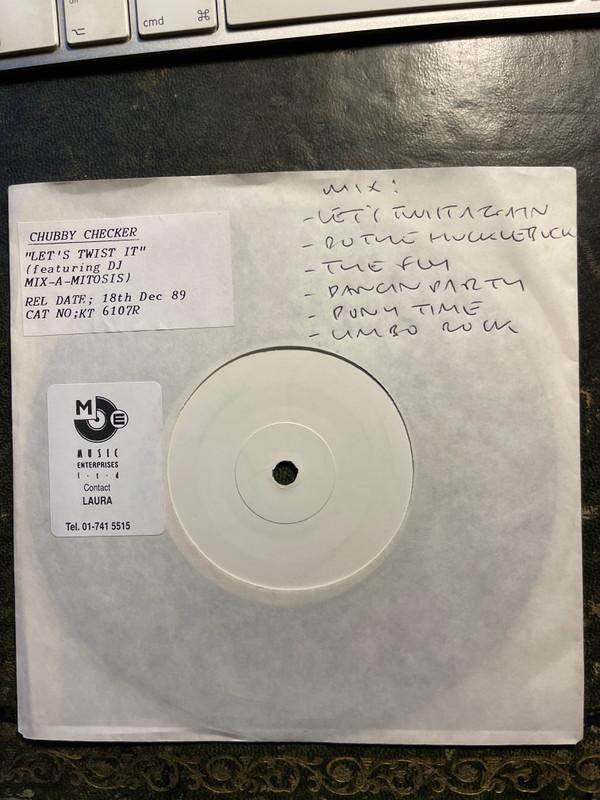 alt
⌥
cmd
⌘
CHUBBY CHECKER
"LET'S TWIST IT"
(featuring DJ
MIX-A-MITOSIS)
REL DATE; 18th Dec 89
CAT NO;KT 6107R
MIX:
- LET'S TWIST AGAIN
- DO THE HUCKLEBUCK
- THE FLY
- DANCIN PARTY
- PONY TIME
- LIMBO ROCK
M E
MUSIC
ENTERPRISES
l·t·d
Contact
LAURA
Tel. 01-741 5515